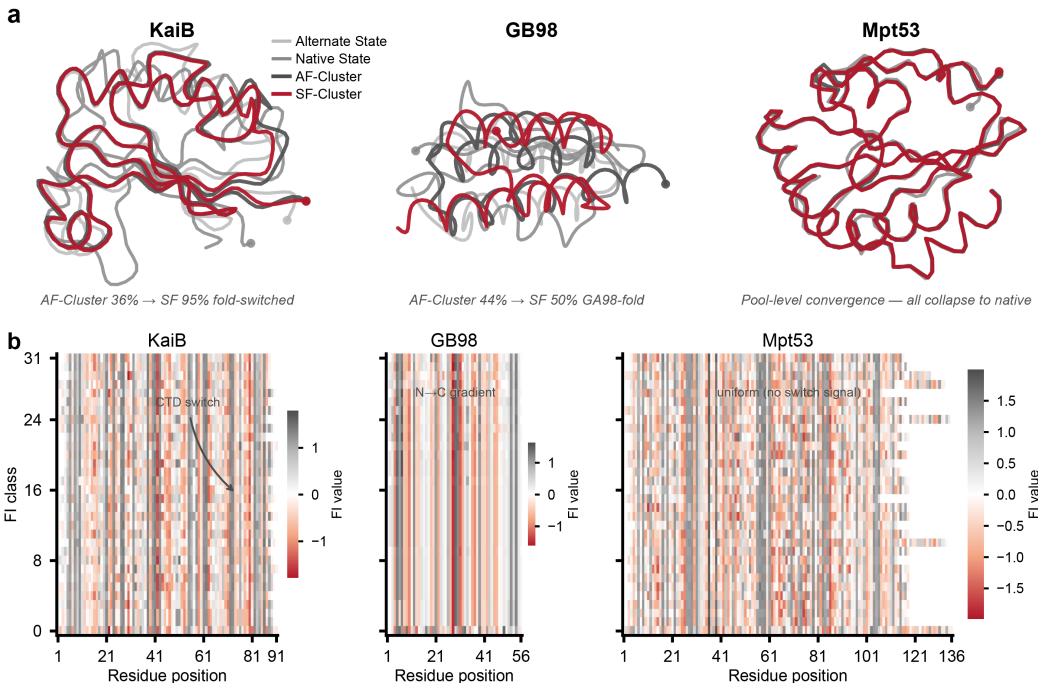 a
KaiB
GB98
Mpt53
Alternate State
Native State
AF-Cluster
SF-Cluster
AF-Cluster 36% → SF 95% fold-switched
AF-Cluster 44% → SF 50% GA98-fold
Pool-level convergence — all collapse to native
b
KaiB
GB98
Mpt53
FI class
31
24
16
8
0
CTD switch
1 21 41 61 81 91
Residue position
1
0
−1
FI value
N→C gradient
1 21 41 56
Residue position
1
0
−1
FI value
uniform (no switch signal)
1 21 41 61 81 101 121 136
Residue position
1.5
1.0
0.5
0.0
−0.5
−1.0
−1.5
FI value